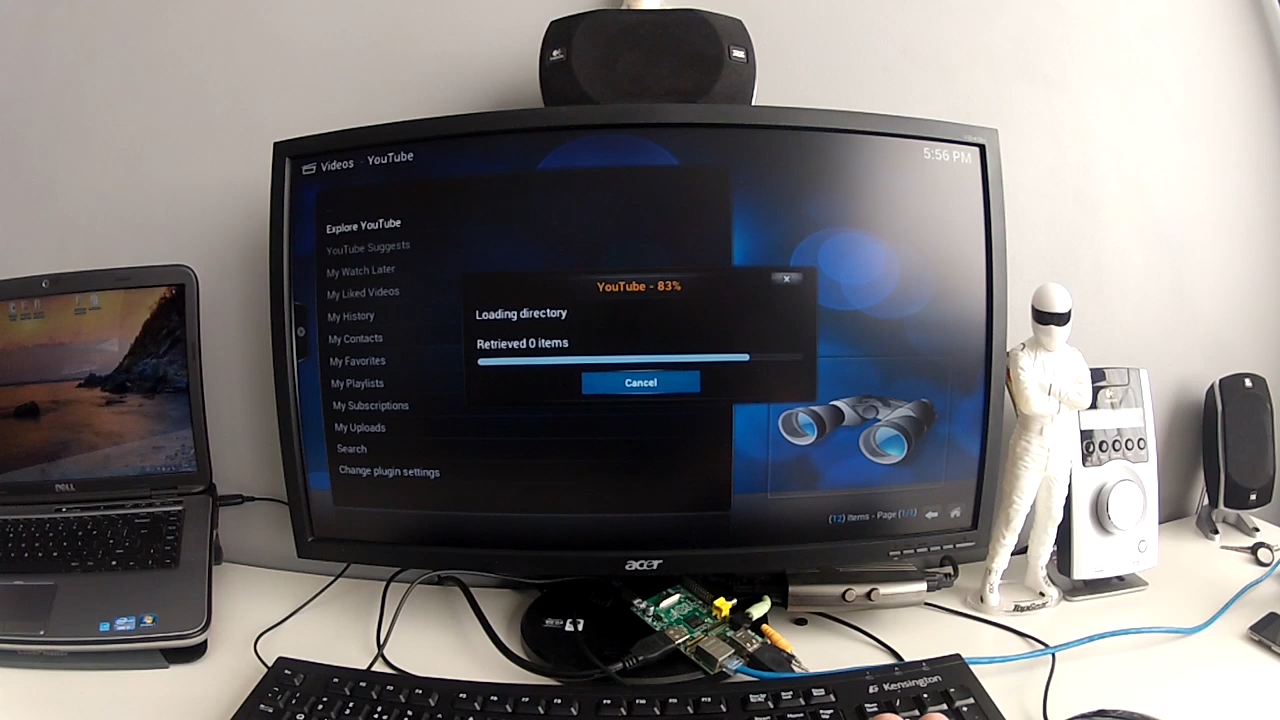 Videos - YouTube
5:56 PM
Explore YouTube
YouTube Suggests
My Watch Later
My Liked Videos
My History
My Contacts
My Favorites
My Playlists
My Subscriptions
My Uploads
Search
Change plugin settings
YouTube - 83%
Loading directory
Retrieved 0 items
Cancel
(12) items - Page (1/1)
acer
DELL
TopGear
Kensington